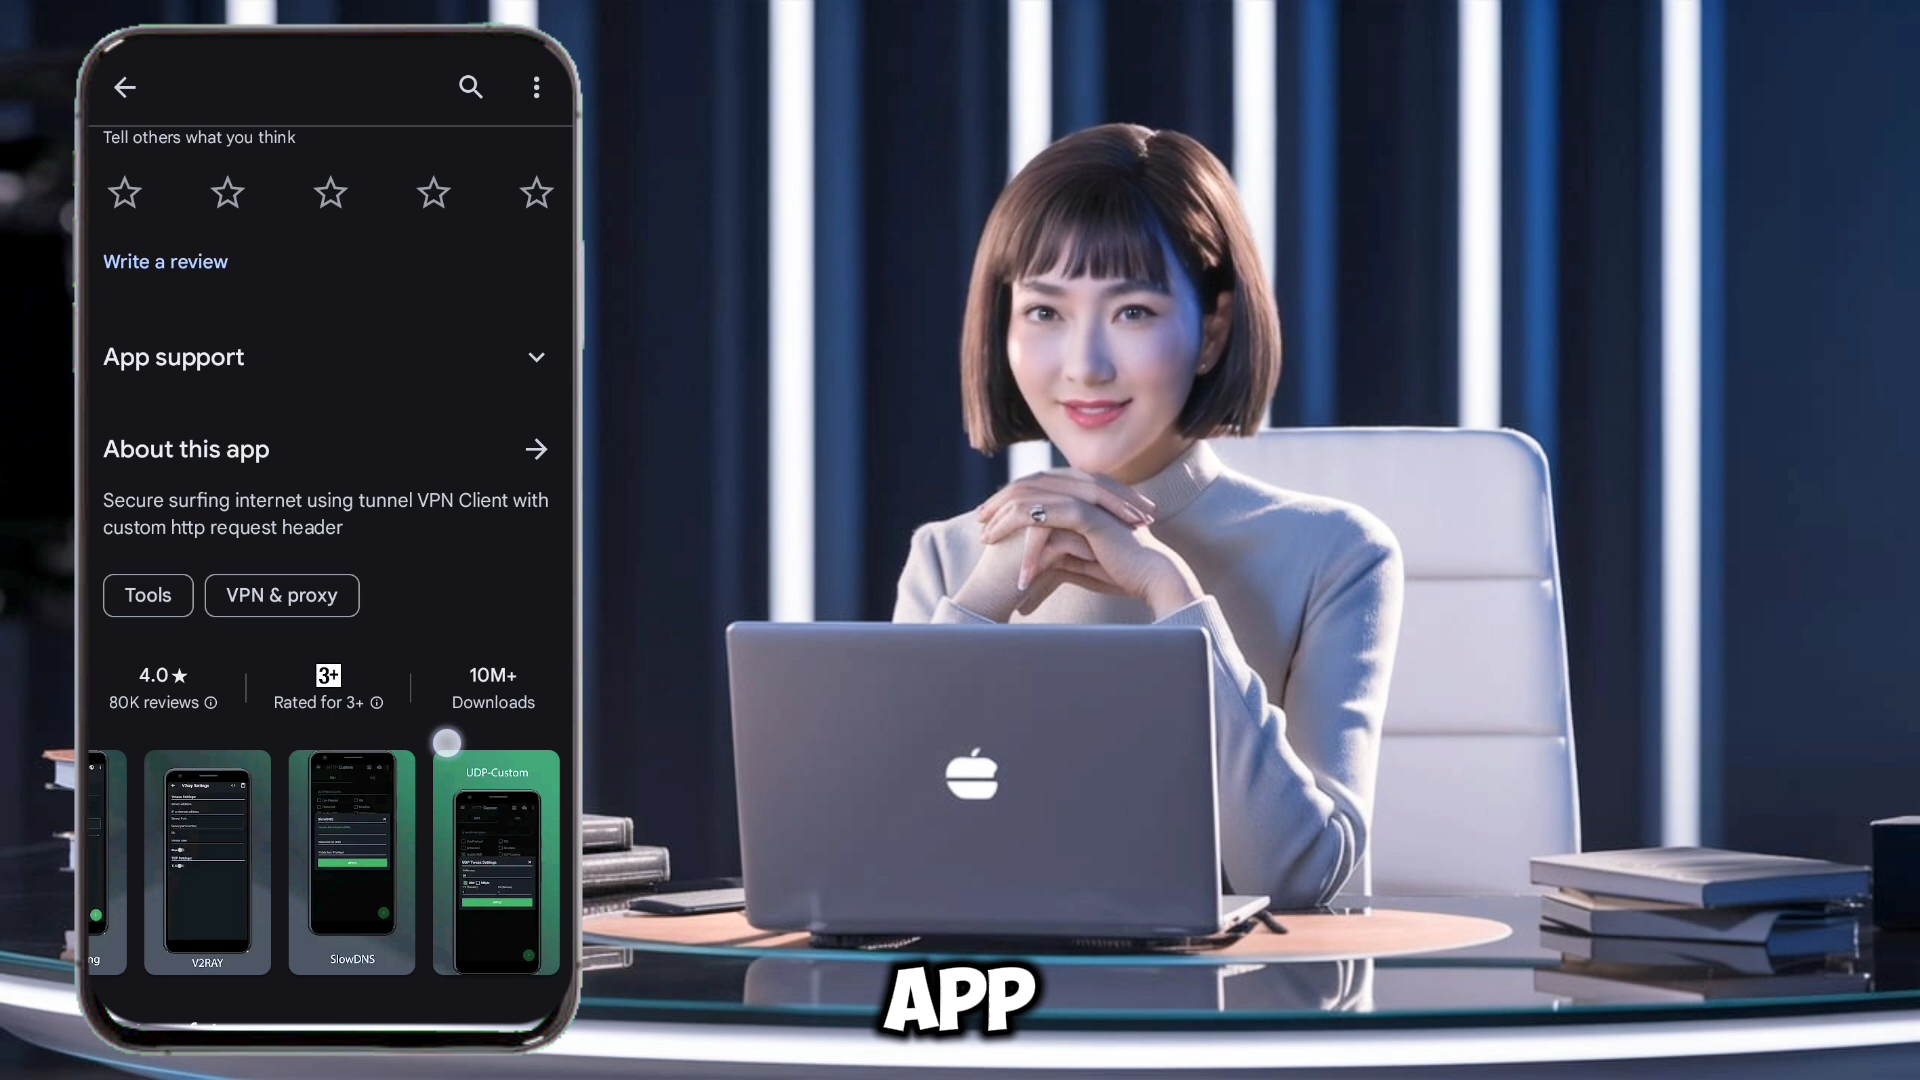 Tell others what you think
Write a review
App support
About this app
Secure surfing internet using tunnel VPN Client with
custom http request header
Tools
VPN & proxy
4.0★
3+
10M+
80K reviews
Rated for 3+
Downloads
UDP-Custom
ng
V2RAY
SlowDNS
APP